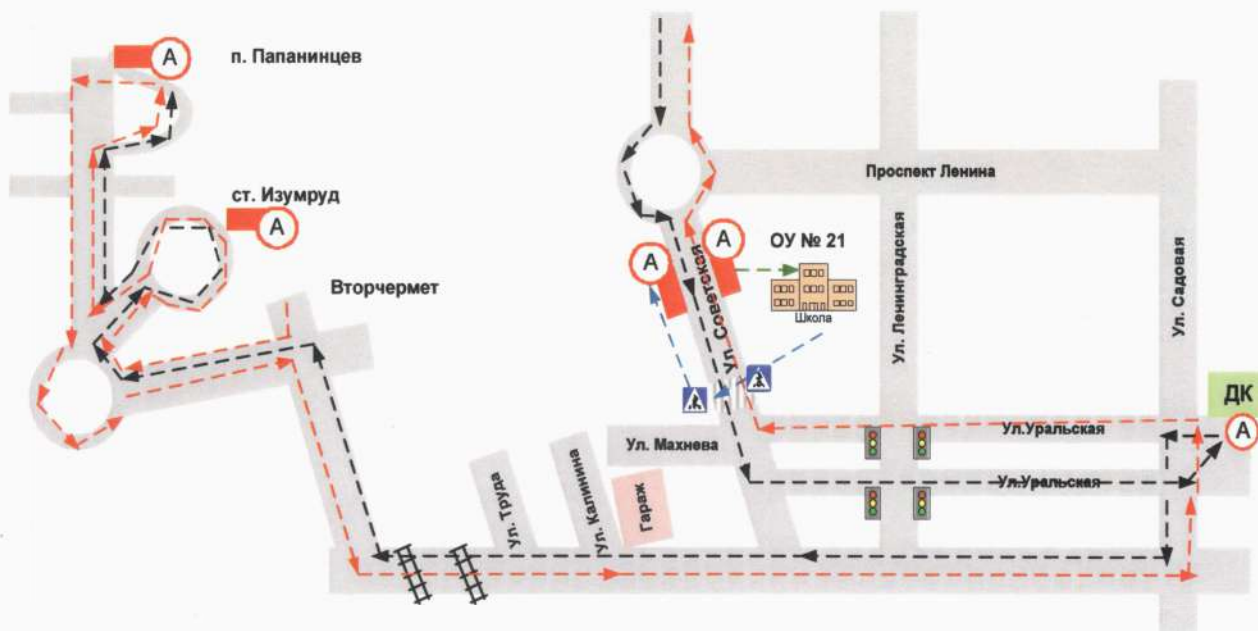 А
п. Папанинцев
ст. Изумруд
А
Вторчермет
Проспект Ленина
А
А
ОУ № 21
Школа
Ул. Советская
Ул. Ленинградская
Ул. Садовая
ДК
А
Ул.Уральская
Ул.Уральская
Ул. Махнева
Ул. Труда
Ул. Калинина
Гараж